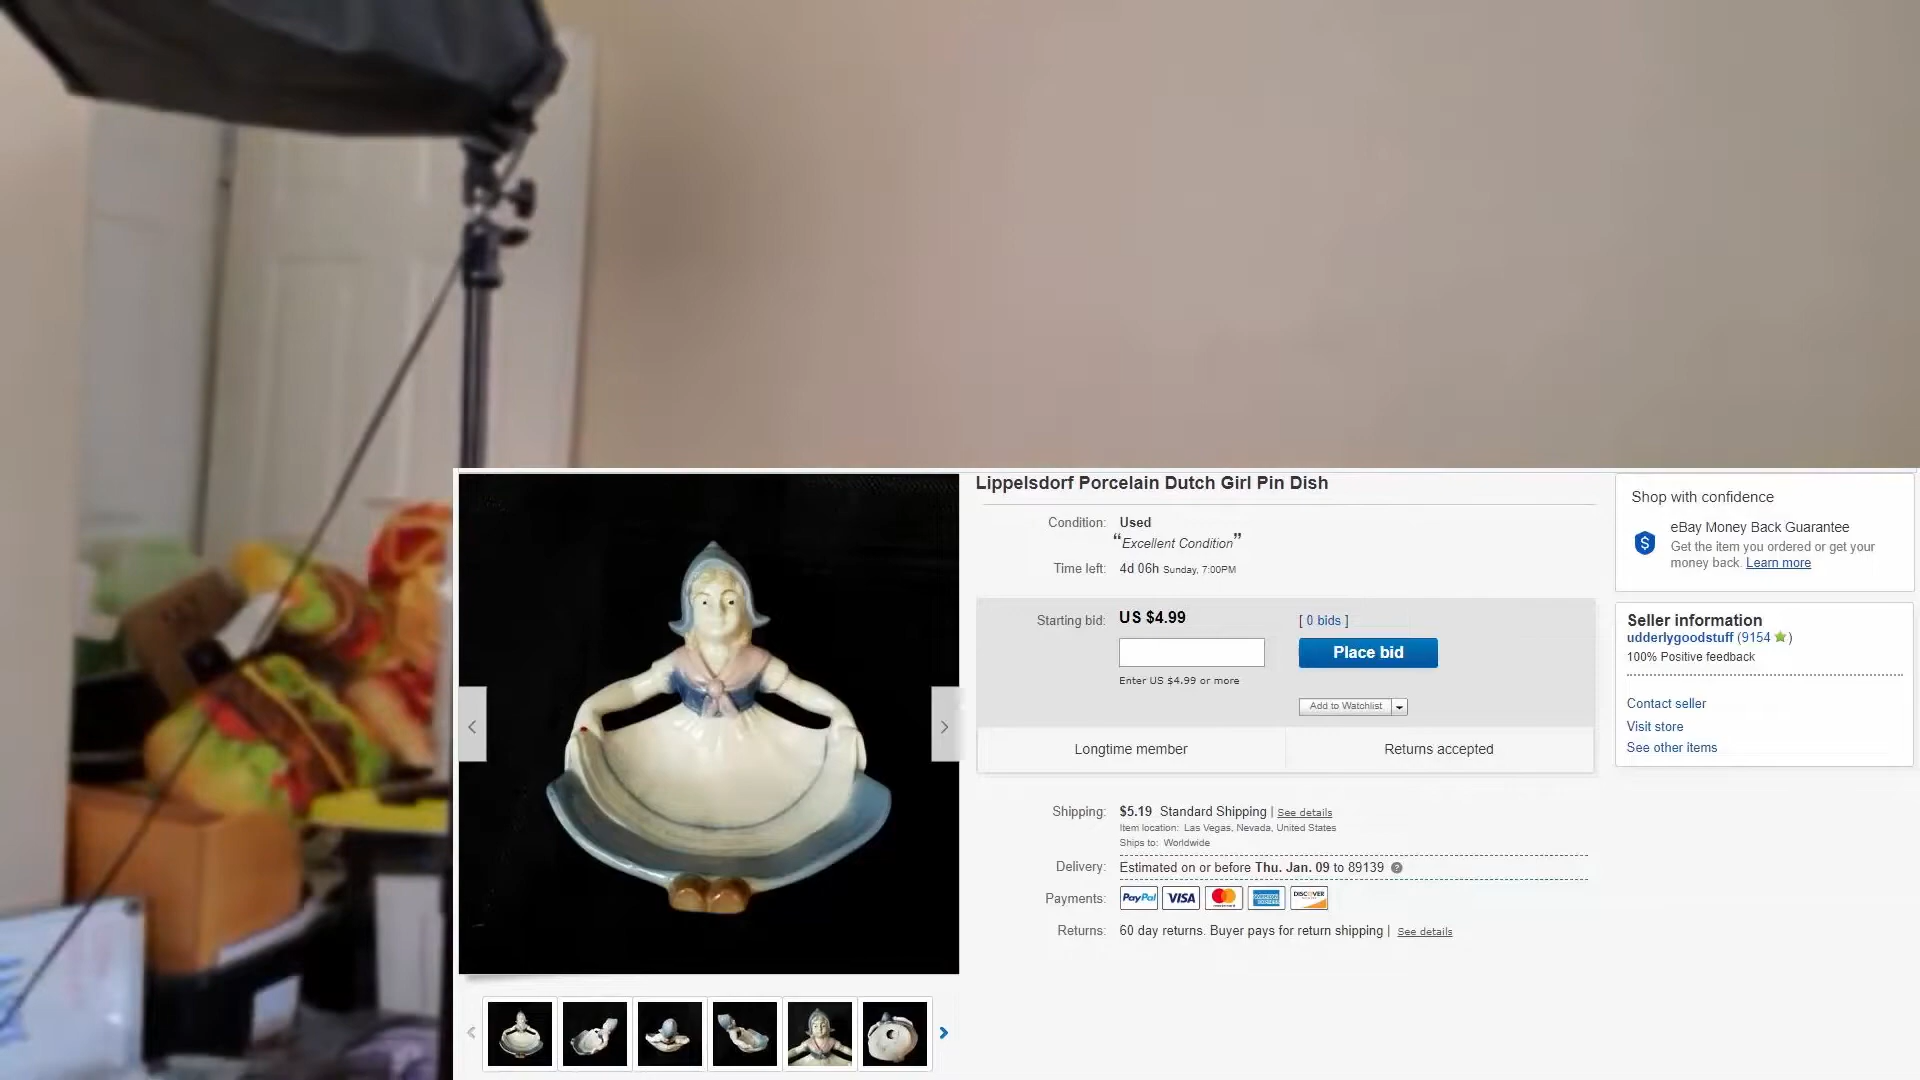 Lippelsdorf Porcelain Dutch Girl Pin Dish
Condition: Used
“Excellent Condition”
Time left: 4d 06h Sunday, 7:00PM
Starting bid: US $4.99 [ 0 bids ]
Place bid
Enter US $4.99 or more
Add to Watchlist
Longtime member Returns accepted
Shipping: $5.19 Standard Shipping | See details
Item location: Las Vegas, Nevada, United States
Ships to: Worldwide
Delivery: Estimated on or before Thu. Jan. 09 to 89139 ?
Payments: PayPal VISA DISCOVER
Returns: 60 day returns. Buyer pays for return shipping | See details
Shop with confidence
$ eBay Money Back Guarantee
Get the item you ordered or get your
money back. Learn more
Seller information
udderlygoodstuff (9154 )
100% Positive feedback
Contact seller
Visit store
See other items